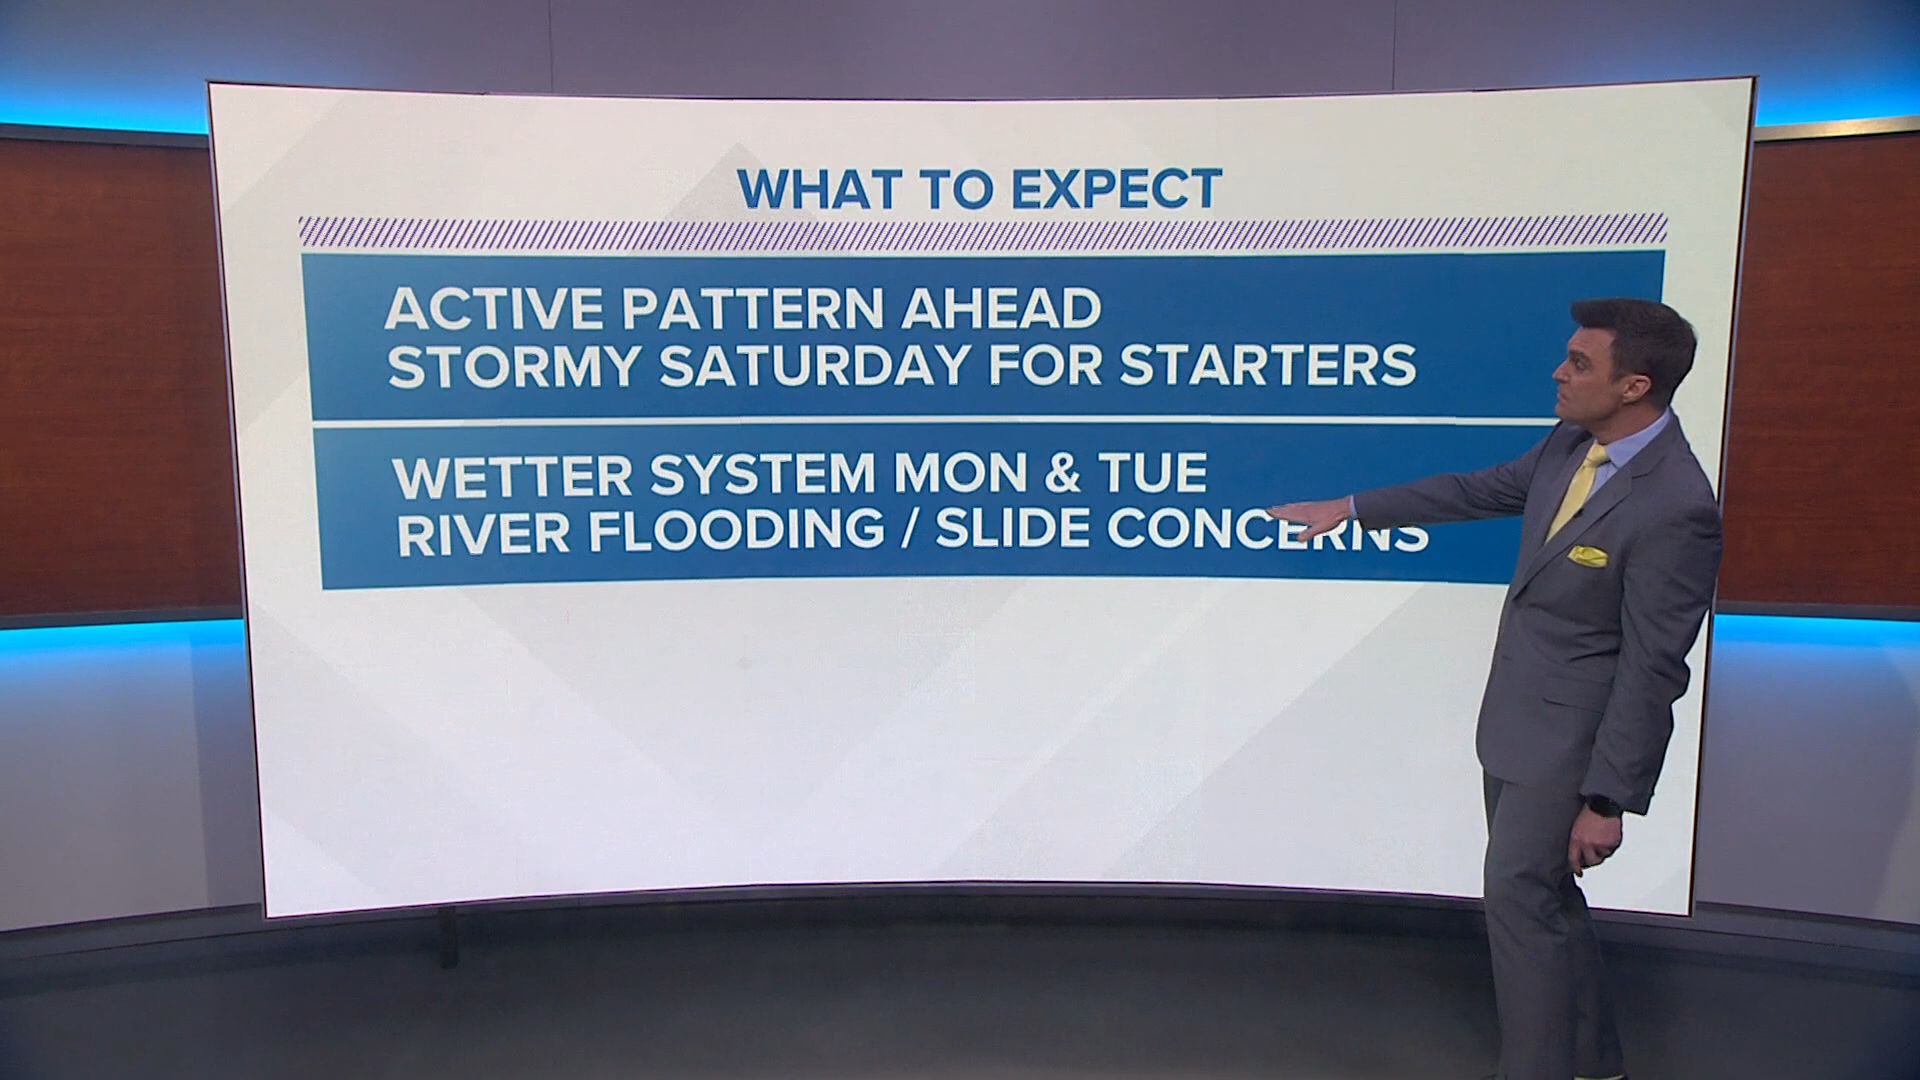 WHAT TO EXPECT
ACTIVE PATTERN AHEAD
STORMY SATURDAY FOR STARTERS
WETTER SYSTEM MON & TUE
RIVER FLOODING / SLIDE CONCERNS